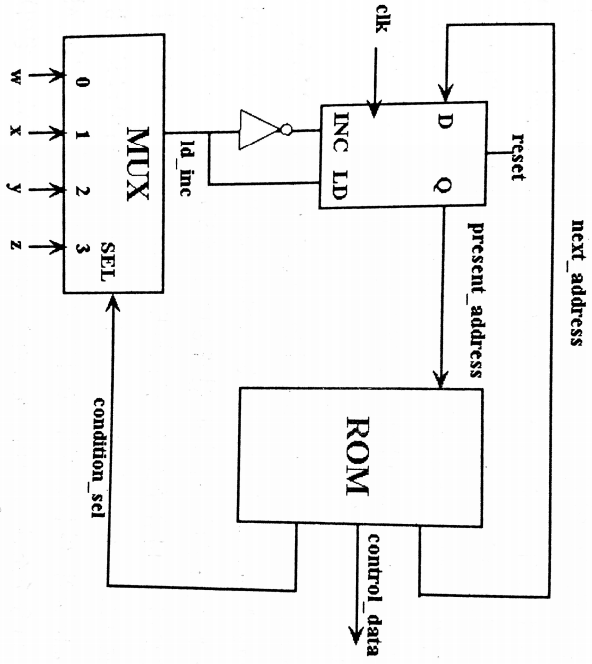 next_address
reset
D
Q
present_address
clk
INC
LD
ROM
control_data
ld_inc
MUX
SEL
0
1
2
3
w
x
y
z
condition_sel